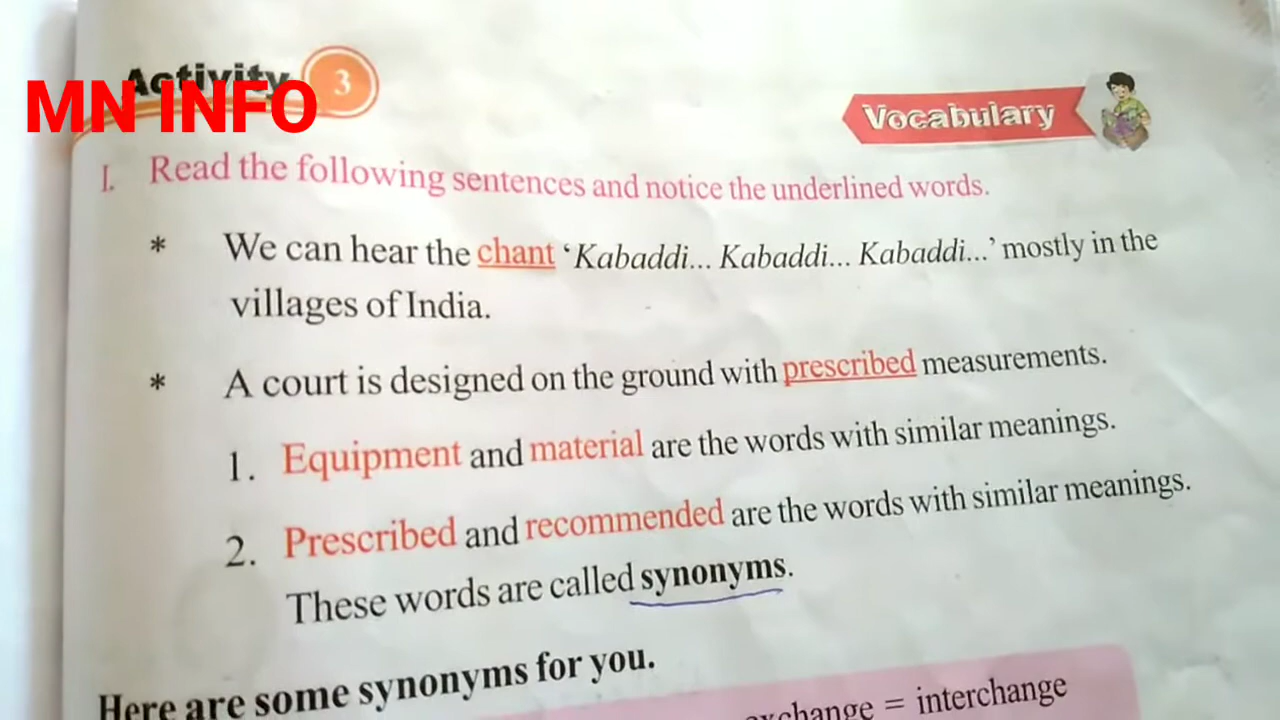 Activity 3
MN INFO
Vocabulary
I. Read the following sentences and notice the underlined words.
* We can hear the chant ‘Kabaddi... Kabaddi... Kabaddi...’ mostly in the
villages of India.
* A court is designed on the ground with prescribed measurements.
1. Equipment and material are the words with similar meanings.
2. Prescribed and recommended are the words with similar meanings.
These words are called synonyms.
Here are some synonyms for you.
exchange = interchange